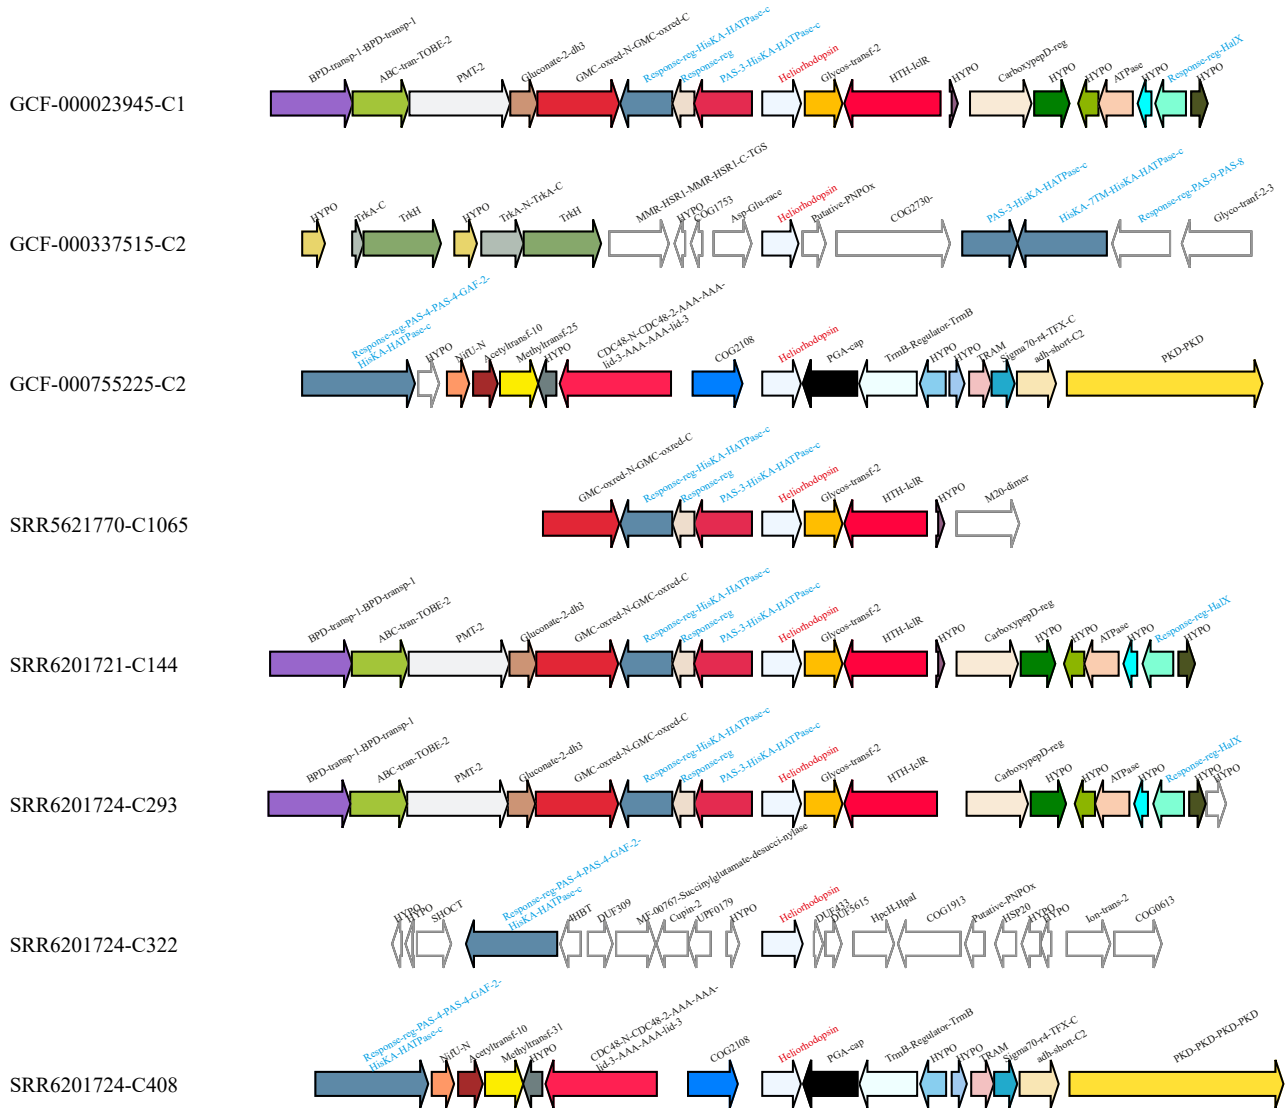 GCF-000023945-C1
BPD-transp-1-BPD-transp-1
ABC-tran-TOBE-2
PMT-2
Gluconate-2-dh3
GMC-oxred-N-GMC-oxred-C
Response-reg-HisKA-HATPase-c
Response-reg
PAS-3-HisKA-HATPase-c
Heliorhodopsin
Glycos-transf-2
HTH-IclR
HYPO
CarboxypepD-reg
HYPO
HYPO
ATPase
HYPO
Response-reg-HalX
HYPO
GCF-000337515-C2
HYPO
TrkA-C
TrkH
HYPO
TrkA-N-TrkA-C
TrkH
MMR-HSR1-MMR-HSR1-C-TGS
HYPO
COG1753
Asp-Glu-race
Heliorhodopsin
Putative-PNPOx
COG2730-
PAS-3-HisKA-HATPase-c
HisKA-7TM-HisKA-HATPase-c
Response-reg-PAS-9-PAS-8
Glyco-tranf-2-3
GCF-000755225-C2
Response-reg-PAS-4-PAS-4-GAF-2-
HisKA-HATPase-c
HYPO
NifU-N
Acetyltransf-10
Methyltransf-25
HYPO
CDC48-N-CDC48-2-AAA-AAA-
lid-3-AAA-AAA-lid-3
COG2108
Heliorhodopsin
PGA-cap
TrmB-Regulator-TrmB
HYPO
HYPO
TRAM
Sigma70-r4-TFX-C
adh-short-C2
PKD-PKD
SRR5621770-C1065
GMC-oxred-N-GMC-oxred-C
Response-reg-HisKA-HATPase-c
Response-reg
PAS-3-HisKA-HATPase-c
Heliorhodopsin
Glycos-transf-2
HTH-IclR
HYPO
M20-dimer
SRR6201721-C144
BPD-transp-1-BPD-transp-1
ABC-tran-TOBE-2
PMT-2
Gluconate-2-dh3
GMC-oxred-N-GMC-oxred-C
Response-reg-HisKA-HATPase-c
Response-reg
PAS-3-HisKA-HATPase-c
Heliorhodopsin
Glycos-transf-2
HTH-IclR
HYPO
CarboxypepD-reg
HYPO
HYPO
ATPase
HYPO
Response-reg-HalX
HYPO
SRR6201724-C293
BPD-transp-1-BPD-transp-1
ABC-tran-TOBE-2
PMT-2
Gluconate-2-dh3
GMC-oxred-N-GMC-oxred-C
Response-reg-HisKA-HATPase-c
Response-reg
PAS-3-HisKA-HATPase-c
Heliorhodopsin
Glycos-transf-2
HTH-IclR
CarboxypepD-reg
HYPO
HYPO
ATPase
HYPO
Response-reg-HalX
HYPO
HYPO
SRR6201724-C322
HYPO
HYPO
SHOCT
Response-reg-PAS-4-PAS-4-GAF-2-
HisKA-HATPase-c
4HBT
DUF309
MF-00767-Succinylglutamate-desucci-nylase
Cupin-2
UPF0179
HYPO
Heliorhodopsin
DUF433
DUF5615
HpcH-HpaI
COG1913
Putative-PNPOx
HSP20
HYPO
HYPO
Ion-trans-2
COG0613
SRR6201724-C408
Response-reg-PAS-4-PAS-4-GAF-2-
HisKA-HATPase-c
NifU-N
Acetyltransf-10
Methyltransf-31
HYPO
CDC48-N-CDC48-2-AAA-AAA-
lid-3-AAA-AAA-lid-3
COG2108
Heliorhodopsin
PGA-cap
TrmB-Regulator-TrmB
HYPO
HYPO
TRAM
Sigma70-r4-TFX-C
adh-short-C2
PKD-PKD-PKD-PKD